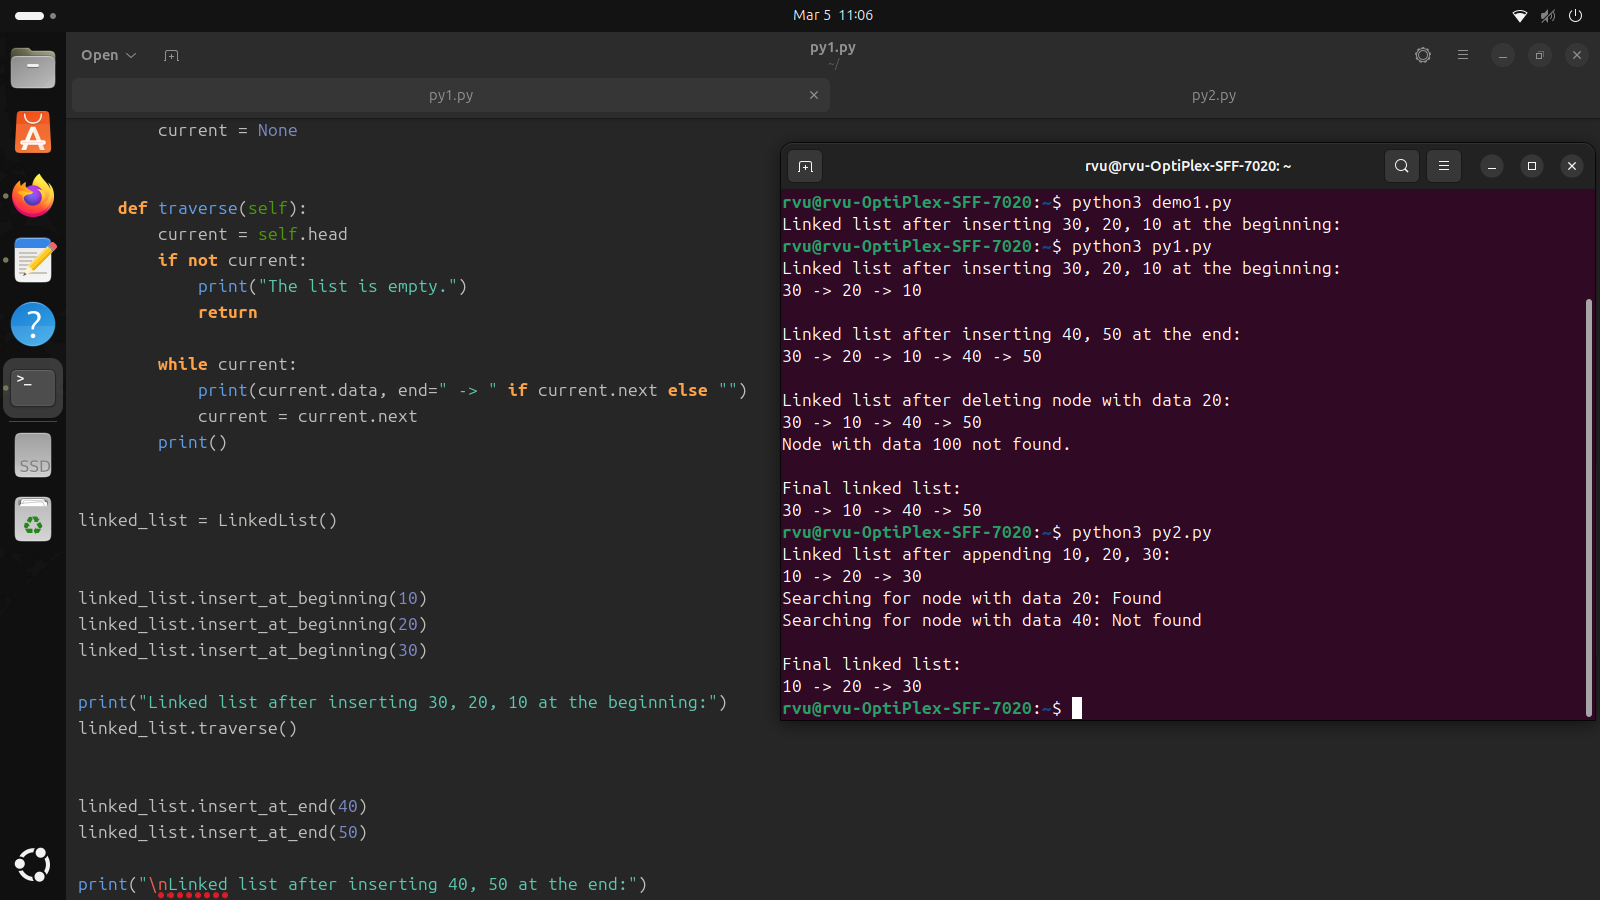 Mar 5 11:06
Open
py1.py
~/
py1.py
py2.py
current = None
def traverse(self):
current = self.head
if not current:
print("The list is empty.")
return
while current:
print(current.data, end=" -> " if current.next else "")
current = current.next
print()
linked_list = LinkedList()
linked_list.insert_at_beginning(10)
linked_list.insert_at_beginning(20)
linked_list.insert_at_beginning(30)
print("Linked list after inserting 30, 20, 10 at the beginning:")
linked_list.traverse()
linked_list.insert_at_end(40)
linked_list.insert_at_end(50)
print("\nLinked list after inserting 40, 50 at the end:")
rvu@rvu-OptiPlex-SFF-7020: ~
rvu@rvu-OptiPlex-SFF-7020:~$ python3 demo1.py
Linked list after inserting 30, 20, 10 at the beginning:
rvu@rvu-OptiPlex-SFF-7020:~$ python3 py1.py
Linked list after inserting 30, 20, 10 at the beginning:
30 -> 20 -> 10
Linked list after inserting 40, 50 at the end:
30 -> 20 -> 10 -> 40 -> 50
Linked list after deleting node with data 20:
30 -> 10 -> 40 -> 50
Node with data 100 not found.
Final linked list:
30 -> 10 -> 40 -> 50
rvu@rvu-OptiPlex-SFF-7020:~$ python3 py2.py
Linked list after appending 10, 20, 30:
10 -> 20 -> 30
Searching for node with data 20: Found
Searching for node with data 40: Not found
Final linked list:
10 -> 20 -> 30
rvu@rvu-OptiPlex-SFF-7020:~$
>_
SSD